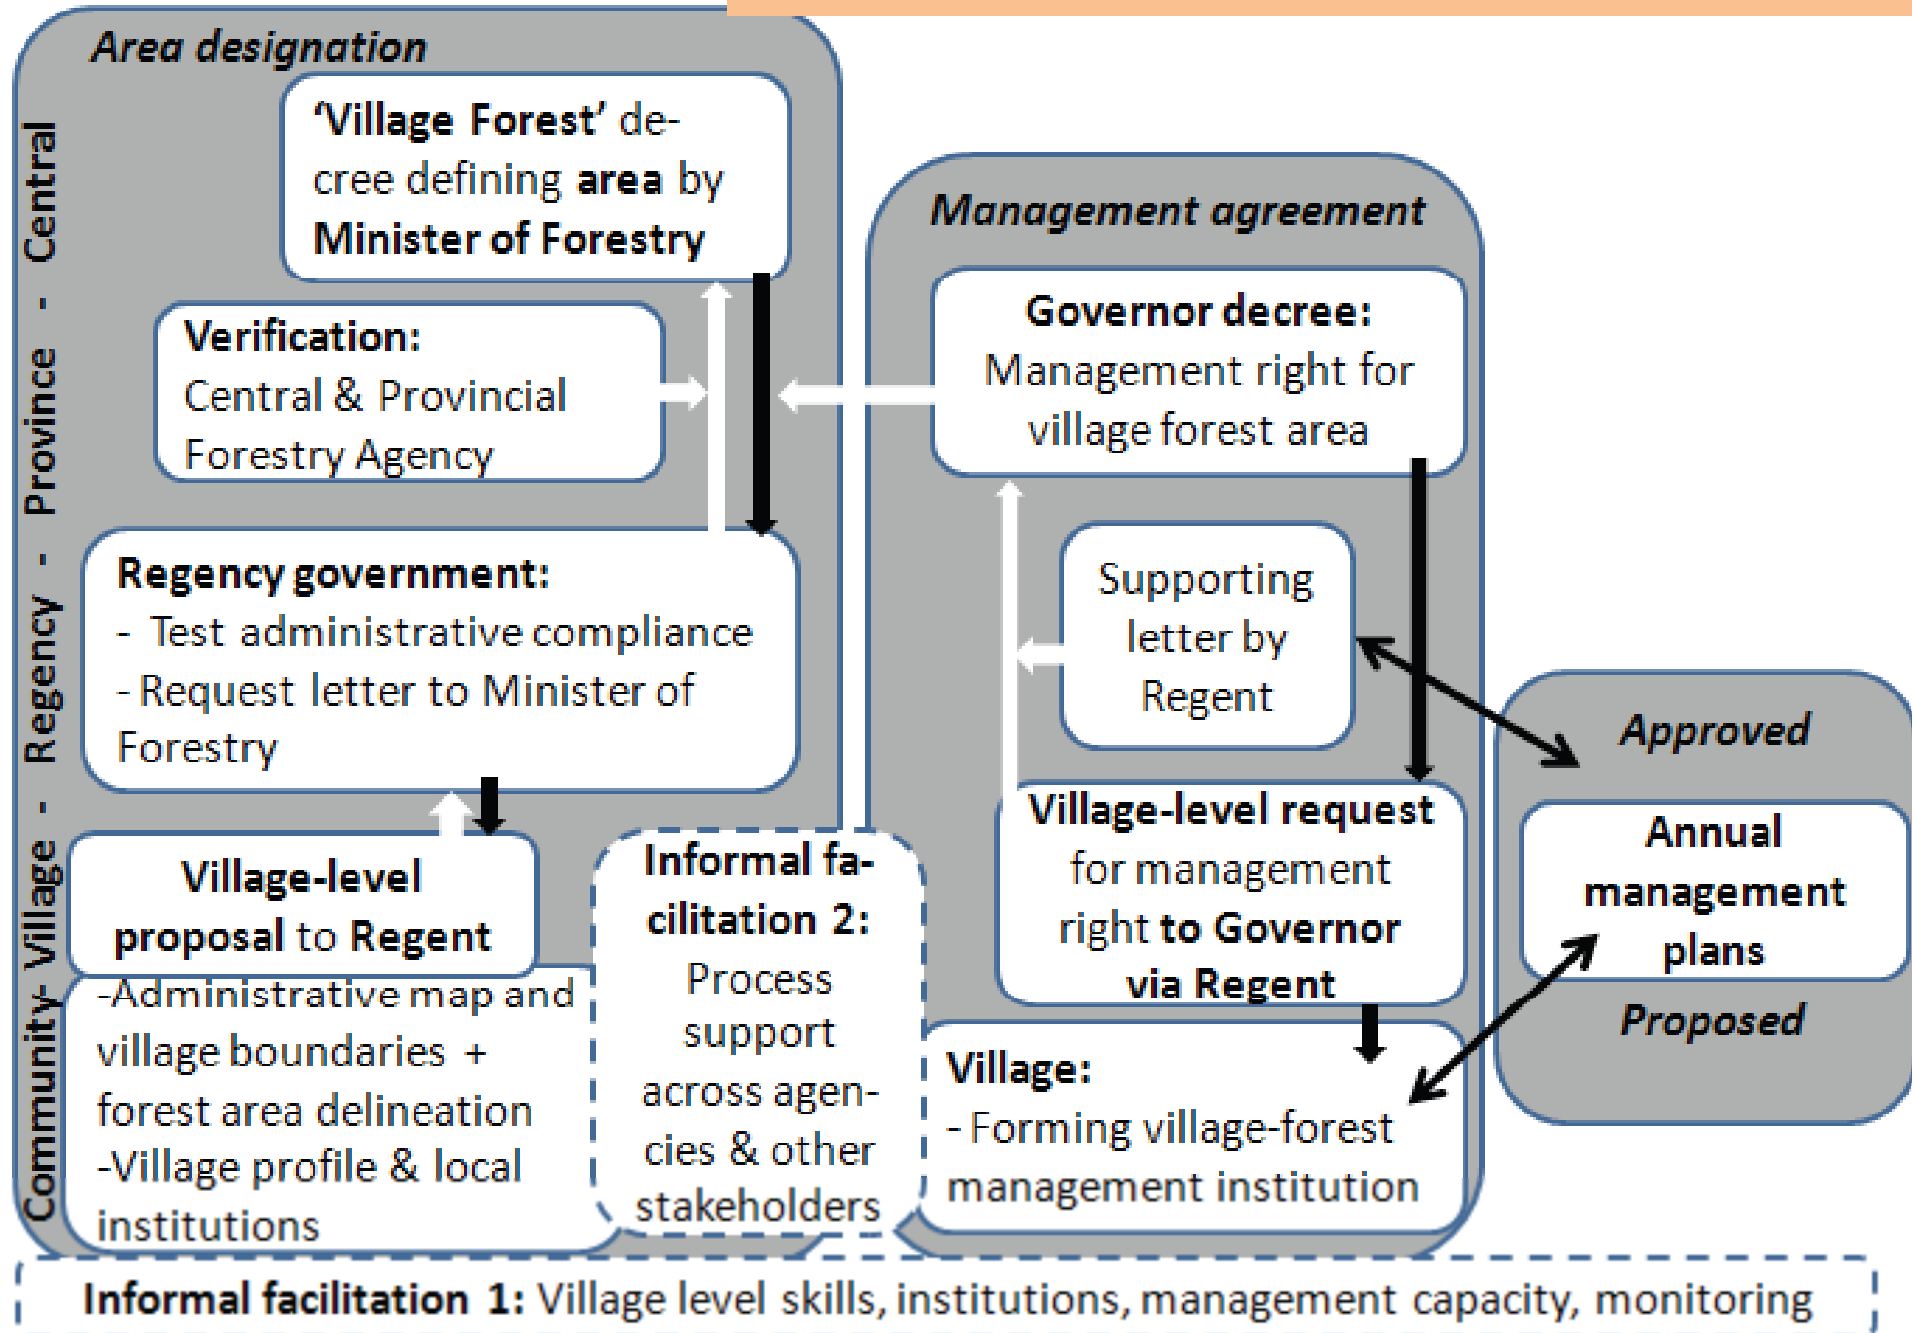 Area designation
‘Village Forest’ de-
cree defining area by
Minister of Forestry
Verification:
Central & Provincial
Forestry Agency
Regency government:
- Test administrative compliance
- Request letter to Minister of
Forestry
Village-level
proposal to Regent
-Administrative map and
village boundaries +
forest area delineation
-Village profile & local
institutions
Community- Village - Regency - Province - Central
Informal fa-
cilitation 2:
Process
support
across agen-
cies & other
stakeholders
Management agreement
Governor decree:
Management right for
village forest area
Supporting
letter by
Regent
Village-level request
for management
right to Governor
via Regent
Village:
- Forming village-forest
management institution
Approved
Annual
management
plans
Proposed
Informal facilitation 1: Village level skills, institutions, management capacity, monitoring